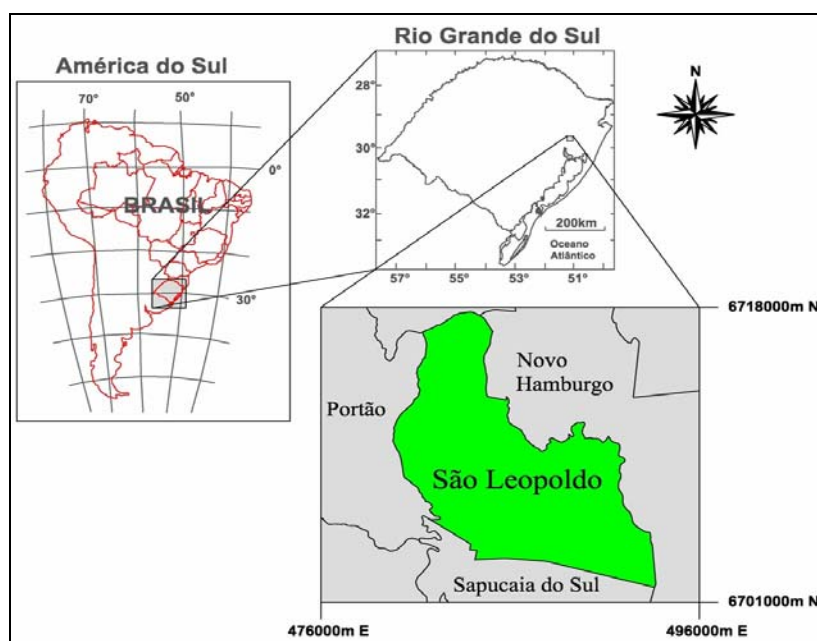 América do Sul
70°
50°
0°
BRASIL
30°
Rio Grande do Sul
28°
30°
32°
200km
Oceano
Atlântico
57°
55°
53°
51°
N
6718000m N
Novo
Hamburgo
Portão
São Leopoldo
Sapucaia do Sul
6701000m N
476000m E
496000m E